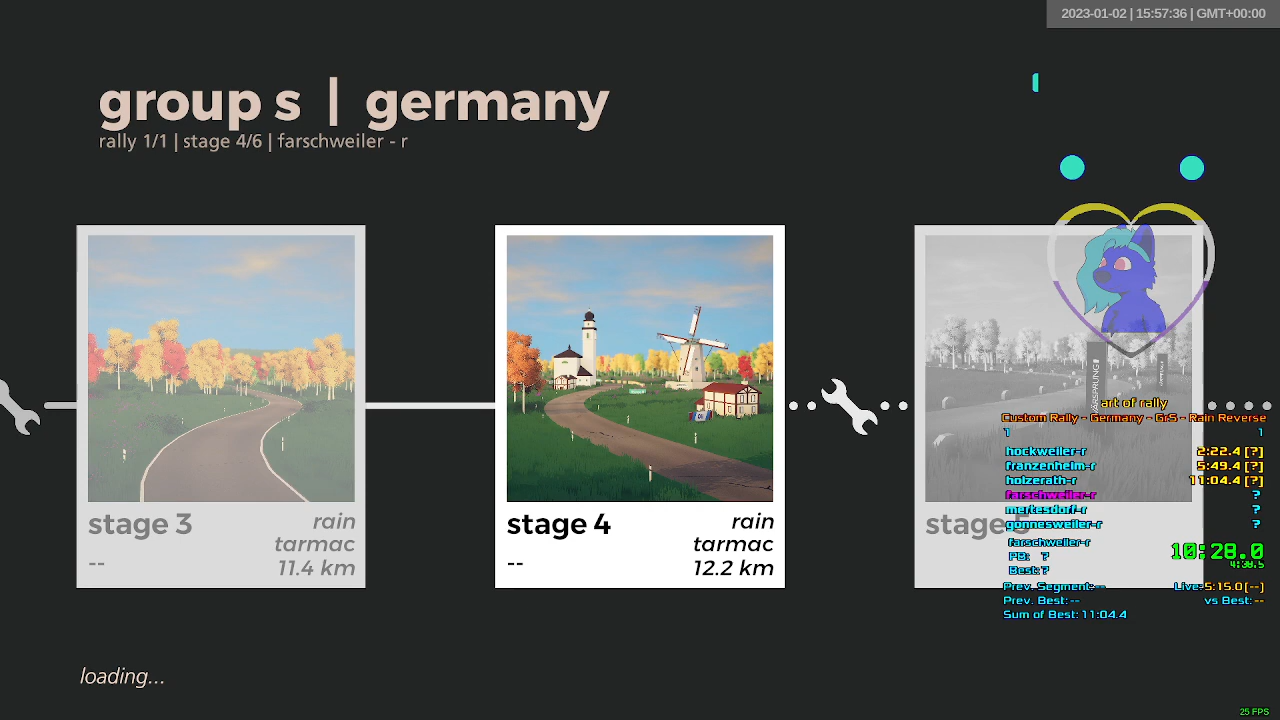 2023-01-02 | 15:57:36 | GMT+00:00
group s | germany
rally 1/1 | stage 4/6 | farschweiler - r
stage 3
rain
tarmac
--
11.4 km
stage 4
rain
tarmac
--
12.2 km
stage 5
art of rally
Custom Rally - Germany - GrS - Rain Reverse
1 1
hockweiler-r 2:22.4 [?]
franzenheim-r 5:49.4 [?]
holzerath-r 11:04.4 [?]
farschweiler-r ?
mertesdorf-r ?
gonnesweiler-r ?
farschweiler-r
PB: ?
Best: ?
10:28.0
4:38.5
Prev. Segment: -- Live: 5:15.0 [--]
Prev. Best: -- vs Best: --
Sum of Best: 11:04.4
loading...
25 FPS